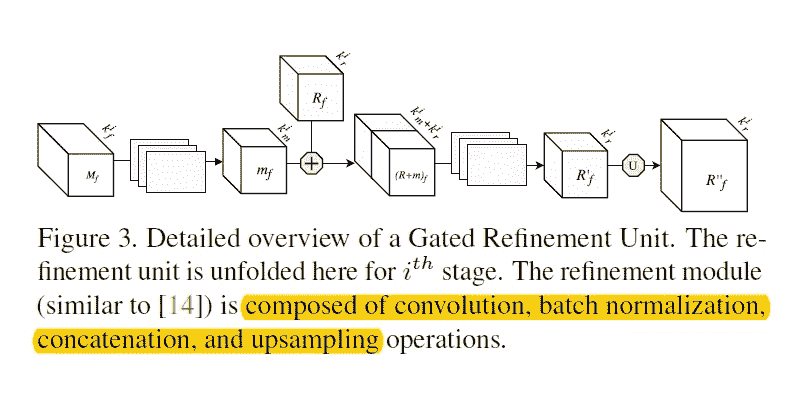 k^i_r
R_f
k^i_f
k^i_m
k^i_m+k^i_r
k^i_r
k^i_r
M_f
m_f
+
(R+m)_f
R'_f
U
R''_f
Figure 3. Detailed overview of a Gated Refinement Unit. The re-
finement unit is unfolded here for i^th stage. The refinement module
(similar to [14]) is composed of convolution, batch normalization,
concatenation, and upsampling operations.